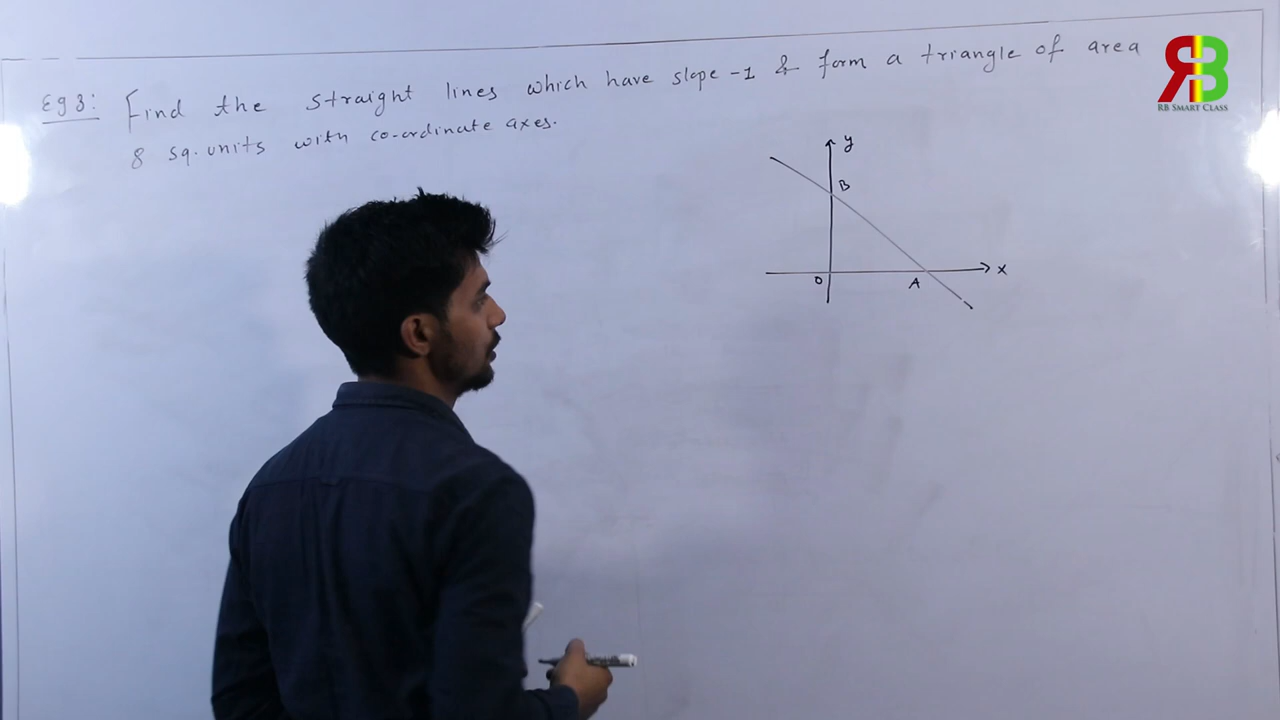 Eg 3: Find the straight lines which have slope -1 & form a triangle of area
8 sq. units with co-ordinate axes.
RB
RB SMART CLASS
y
B
O
A
x